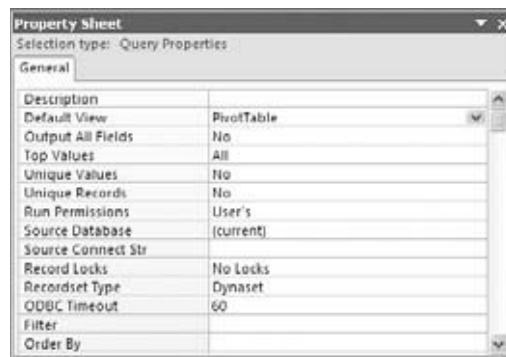 Property Sheet
Selection type: Query Properties
General
Description
Default View PivotTable
Output All Fields No
Top Values All
Unique Values No
Unique Records No
Run Permissions User's
Source Database (current)
Source Connect Str
Record Locks No Locks
Recordset Type Dynaset
ODBC Timeout 60
Filter
Order By